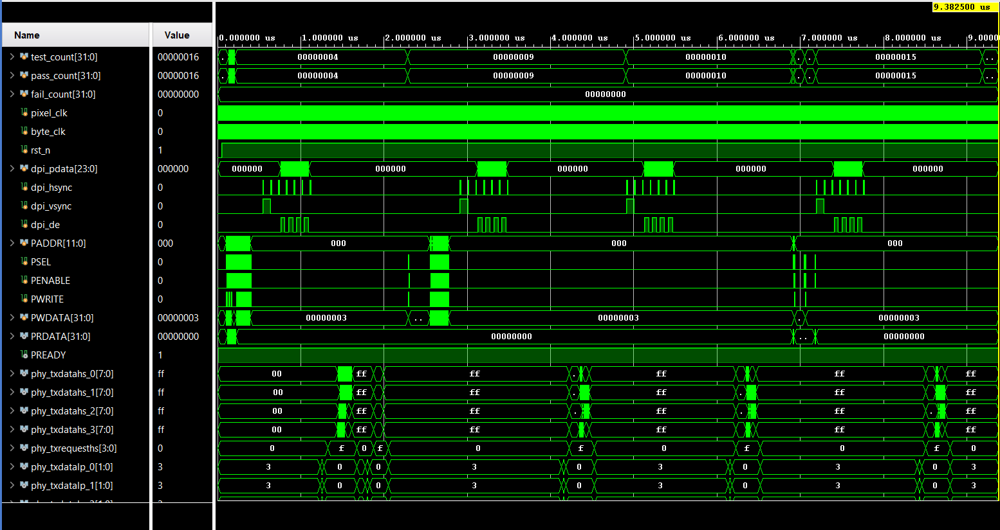 9.382500 us
Name Value 0.000000 us 1.000000 us 2.000000 us 3.000000 us 4.000000 us 5.000000 us 6.000000 us 7.000000 us 8.000000 us 9.0000
test_count[31:0] 00000016 . 00000004 00000009 00000010 . . 00000015 ..
pass_count[31:0] 00000016 . 00000004 00000009 00000010 . . 00000015 ..
fail_count[31:0] 00000000 00000000
pixel_clk 0
byte_clk 0
rst_n 1
dpi_pdata[23:0] 000000 000000 000000 000000 000000 000000
dpi_hsync 0
dpi_vsync 0
dpi_de 0
PADDR[11:0] 000 000 000 000
PSEL 0
PENABLE 0
PWRITE 0
PWDATA[31:0] 00000003 00000003 .. 00000003 . 00000003
PRDATA[31:0] 00000000 00000000 .. 00000000
PREADY 1
phy_txdatahs_0[7:0] ff 00 ff ff . ff ff ff
phy_txdatahs_1[7:0] ff 00 ff ff . ff . ff ff
phy_txdatahs_2[7:0] ff 00 ff ff . ff . ff . ff
phy_txdatahs_3[7:0] ff 00 ff ff ff ff ff
phy_txrequesths[3:0] 0 0 f 0 f 0 f 0 f 0 f 0
phy_txdatalp_0[1:0] 3 3 0 0 3 0 3 0 3 0 3
phy_txdatalp_1[1:0] 3 3 0 0 3 0 3 0 3 0 3